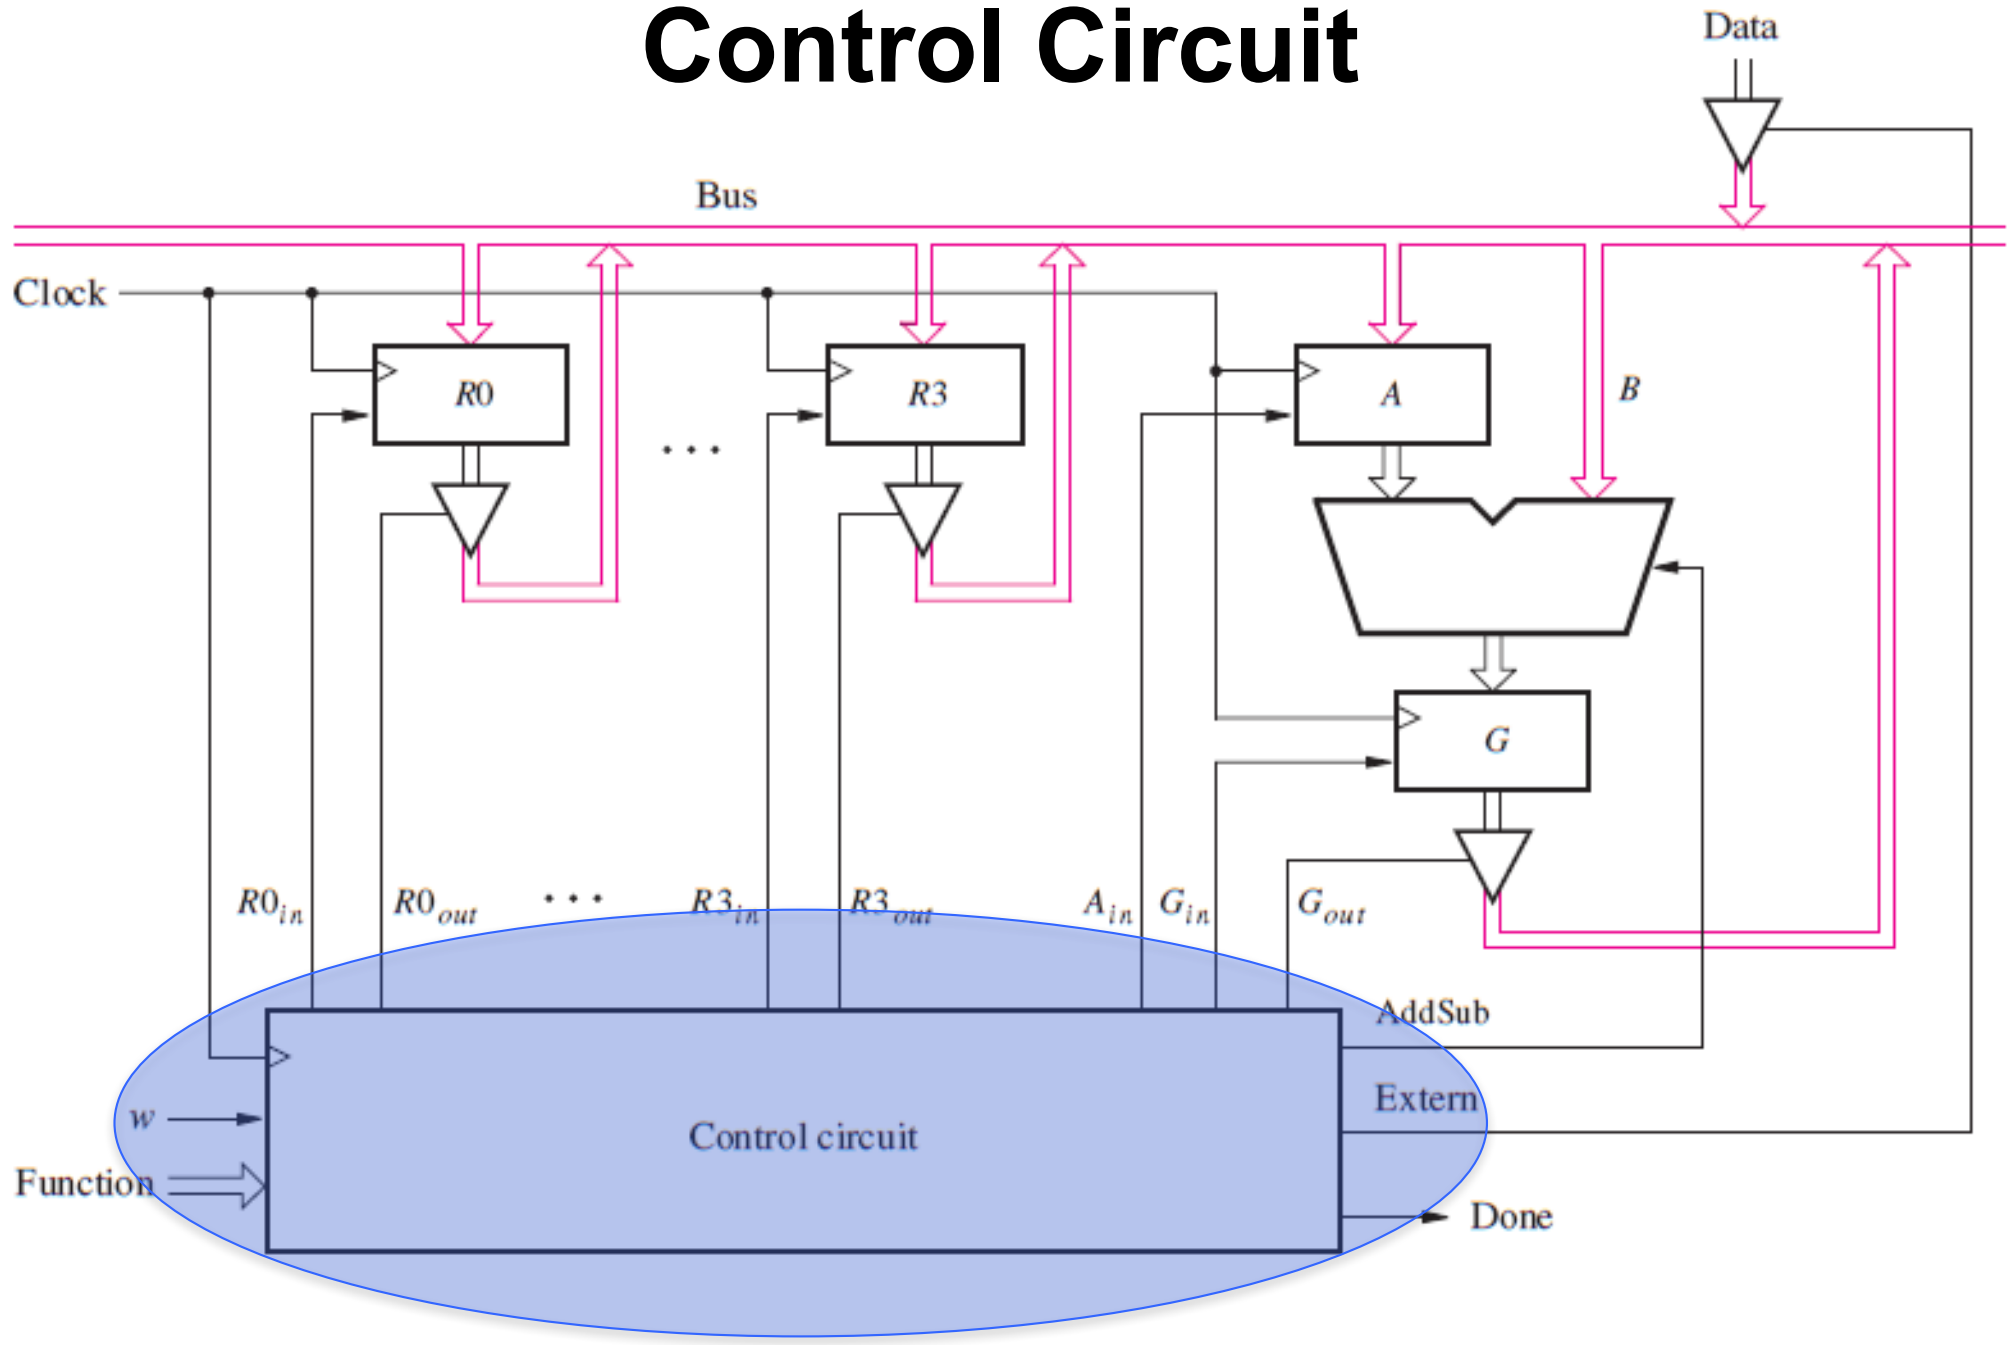 Control Circuit
Data
Bus
Clock
R0
R3
A
B
. . .
G
R0in
R0out
. . .
R3in
R3out
Ain
Gin
Gout
AddSub
Extern
w
Control circuit
Function
Done